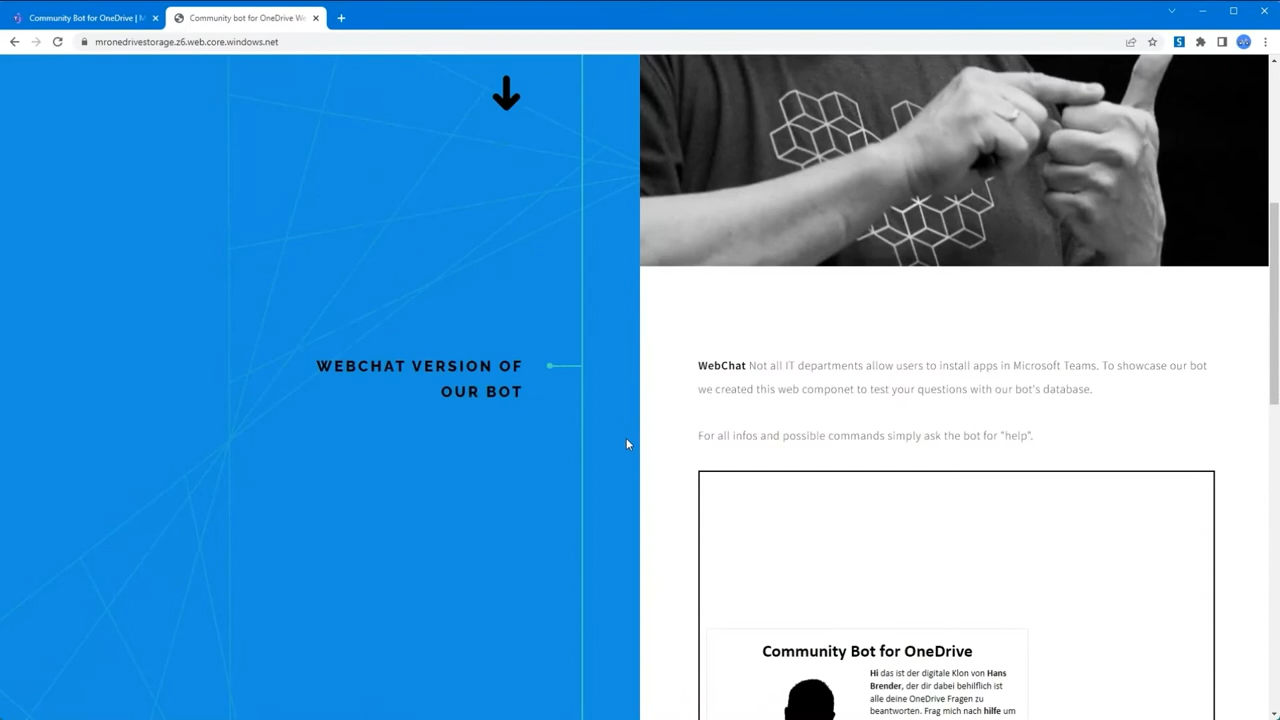 Community Bot for OneDrive | M
Community bot for OneDrive We
mronedrivestorage.z6.web.core.windows.net
WEBCHAT VERSION OF
OUR BOT
WebChat Not all IT departments allow users to install apps in Microsoft Teams. To showcase our bot
we created this web componet to test your questions with our bot's database.
For all infos and possible commands simply ask the bot for "help".
Community Bot for OneDrive
Hi das ist der digitale Klon von Hans
Brender, der dir dabei behilflich ist
alle deine OneDrive Fragen zu
beantworten. Frag mich nach hilfe um